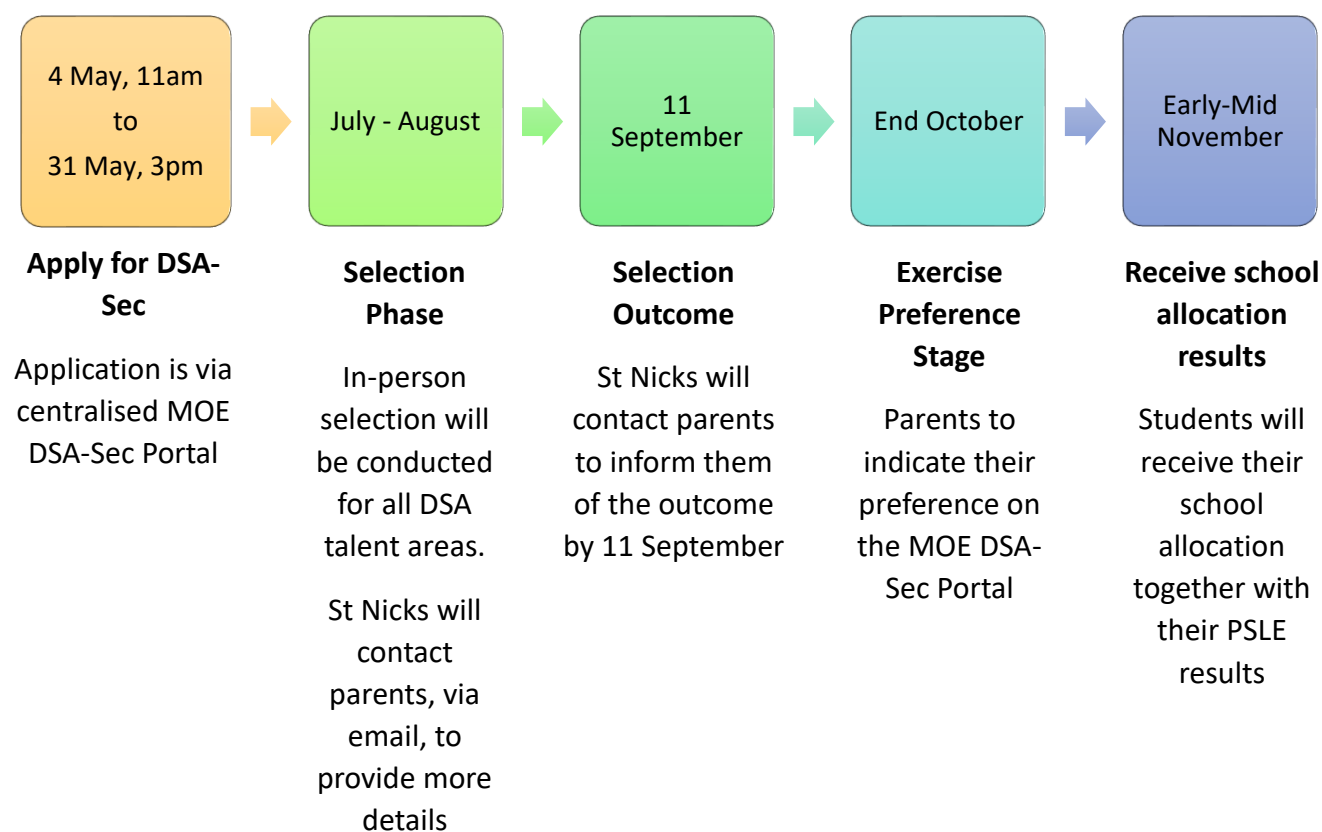 4 May, 11am
to
31 May, 3pm
Apply for DSA-
Sec
Application is via
centralised MOE
DSA-Sec Portal
July - August
Selection
Phase
In-person
selection will
be conducted
for all DSA
talent areas.
St Nicks will
contact
parents, via
email, to
provide more
details
11
September
Selection
Outcome
St Nicks will
contact parents
to inform them
of the outcome
by 11 September
End October
Exercise
Preference
Stage
Parents to
indicate their
preference on
the MOE DSA-
Sec Portal
Early-Mid
November
Receive school
allocation
results
Students will
receive their
school
allocation
together with
their PSLE
results